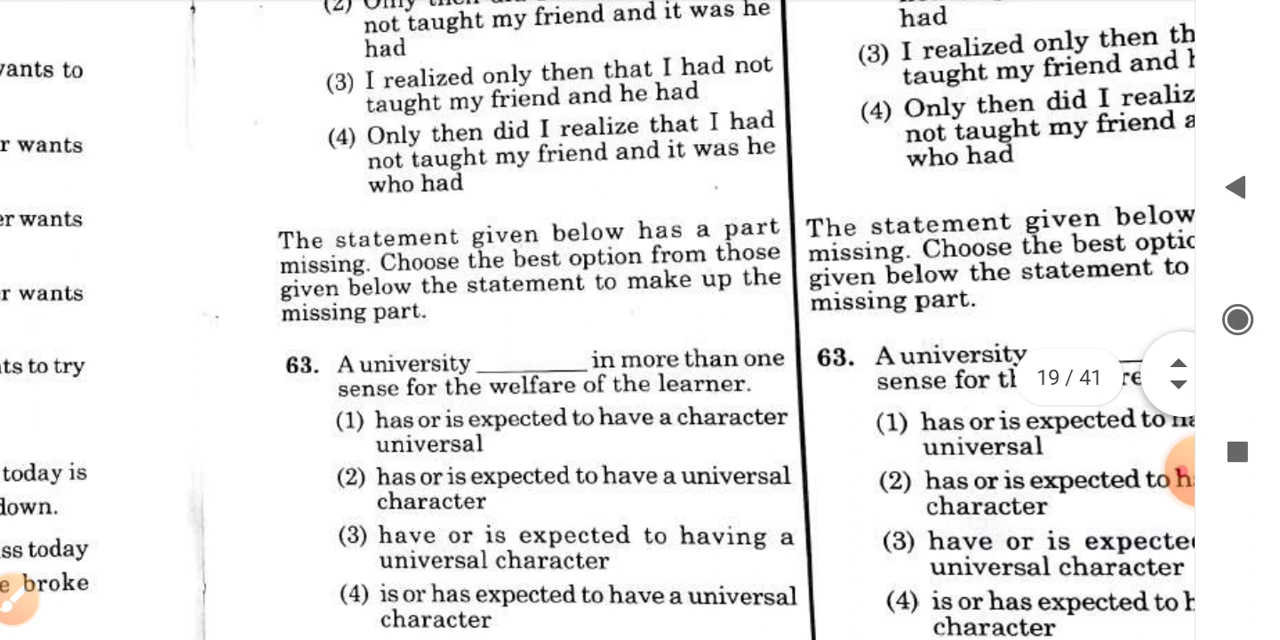 vants to
r wants
er wants
r wants
ts to try
today is
down.
ss today
e broke
(2) Only
not taught my friend and it was he
had
(3) I realized only then that I had not
taught my friend and he had
(4) Only then did I realize that I had
not taught my friend and it was he
who had
The statement given below has a part
missing. Choose the best option from those
given below the statement to make up the
missing part.
63. A university ________ in more than one
sense for the welfare of the learner.
(1) has or is expected to have a character
universal
(2) has or is expected to have a universal
character
(3) have or is expected to having a
universal character
(4) is or has expected to have a universal
character
had
(3) I realized only then th
taught my friend and h
(4) Only then did I realiz
not taught my friend a
who had
The statement given below
missing. Choose the best optic
given below the statement to
missing part.
63. A university
sense for tl
re
19 / 41
(1) has or is expected to ha
universal
(2) has or is expected to h
character
(3) have or is expecte
universal character
(4) is or has expected to h
character